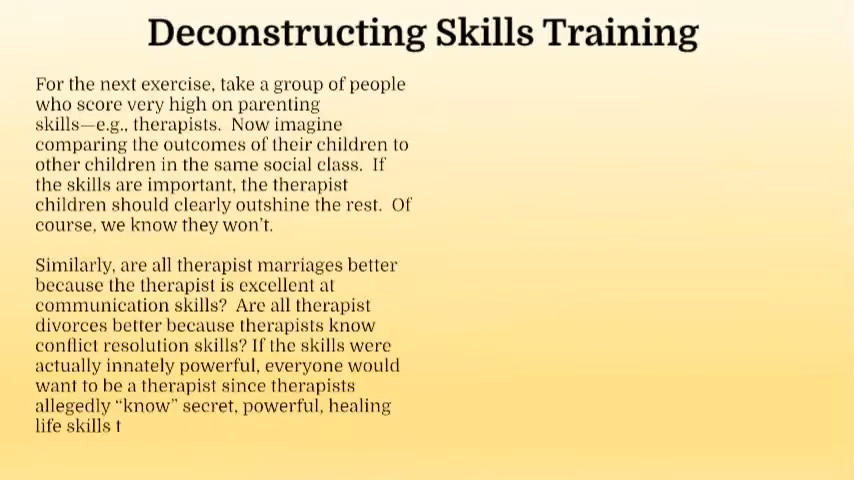 Deconstructing Skills Training
For the next exercise, take a group of people
who score very high on parenting
skills—e.g., therapists.  Now imagine
comparing the outcomes of their children to
other children in the same social class.  If
the skills are important, the therapist
children should clearly outshine the rest.  Of
course, we know they won’t.
Similarly, are all therapist marriages better
because the therapist is excellent at
communication skills?  Are all therapist
divorces better because therapists know
conflict resolution skills? If the skills were
actually innately powerful, everyone would
want to be a therapist since therapists
allegedly “know” secret, powerful, healing
life skills t